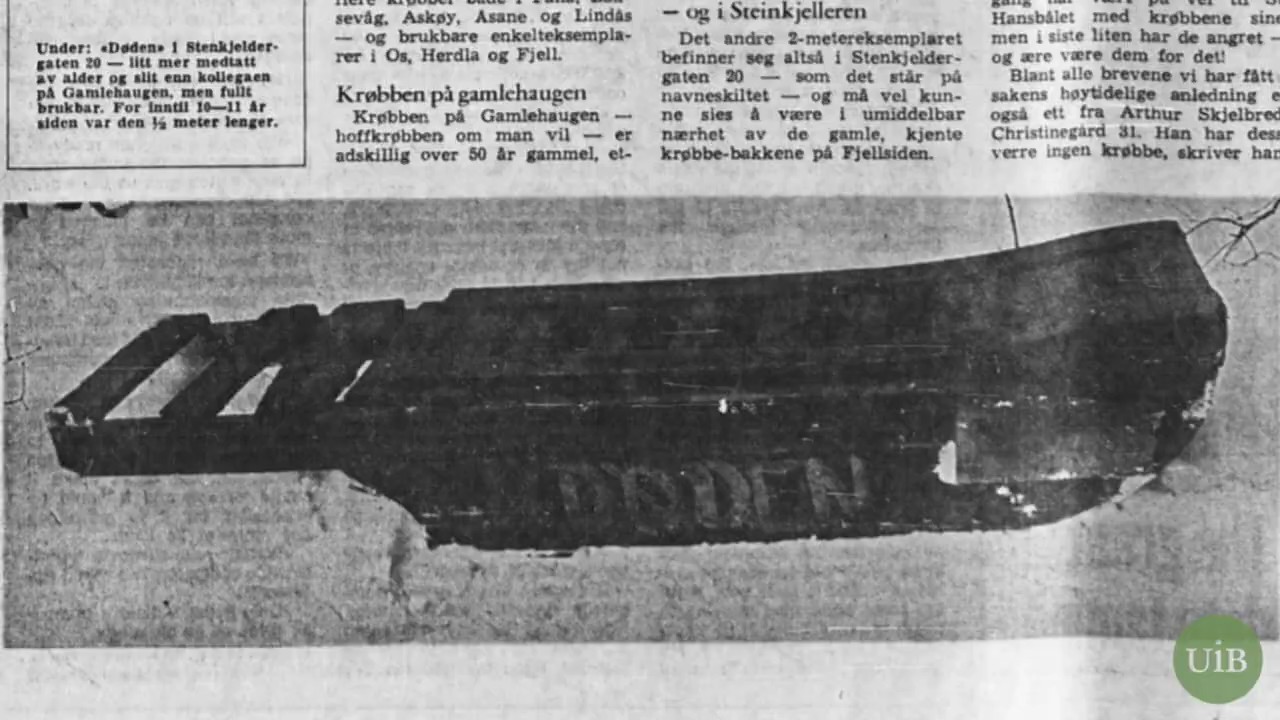 Under: «Døden» i Stenkjelder-
gaten 20 — litt mer medtatt
av alder og slit enn kollegaen
på Gamlehaugen, men fullt
brukbar. For inntil 10—11 år
siden var den ½ meter lenger.
sevåg, Askøy, Åsane og Lindås
— og brukbare enkelteksempla-
rer i Os, Herdla og Fjell.
Krøbben på gamlehaugen
Krøbben på Gamlehaugen —
hoffkrøbben om man vil — er
adskillig over 50 år gammel, et-
— og i Steinkjelleren
Det andre 2-metereksemplaret
befinner seg altså i Stenkjelder-
gaten 20 — som det står på
navneskiltet — og må vel kun-
ne sies å være i umiddelbar
nærhet av de gamle, kjente
krøbbe-bakkene på Fjellsiden.
Hansbålet med krøbbene sine
men i siste liten har de angret —
og ære være dem for det!
Blant alle brevene vi har fått
sakens høytidelige anledning e
også ett fra Arthur Skjelbred
Christinegård 31. Han har dess
verre ingen krøbbe, skriver han
DØDEN
UiB